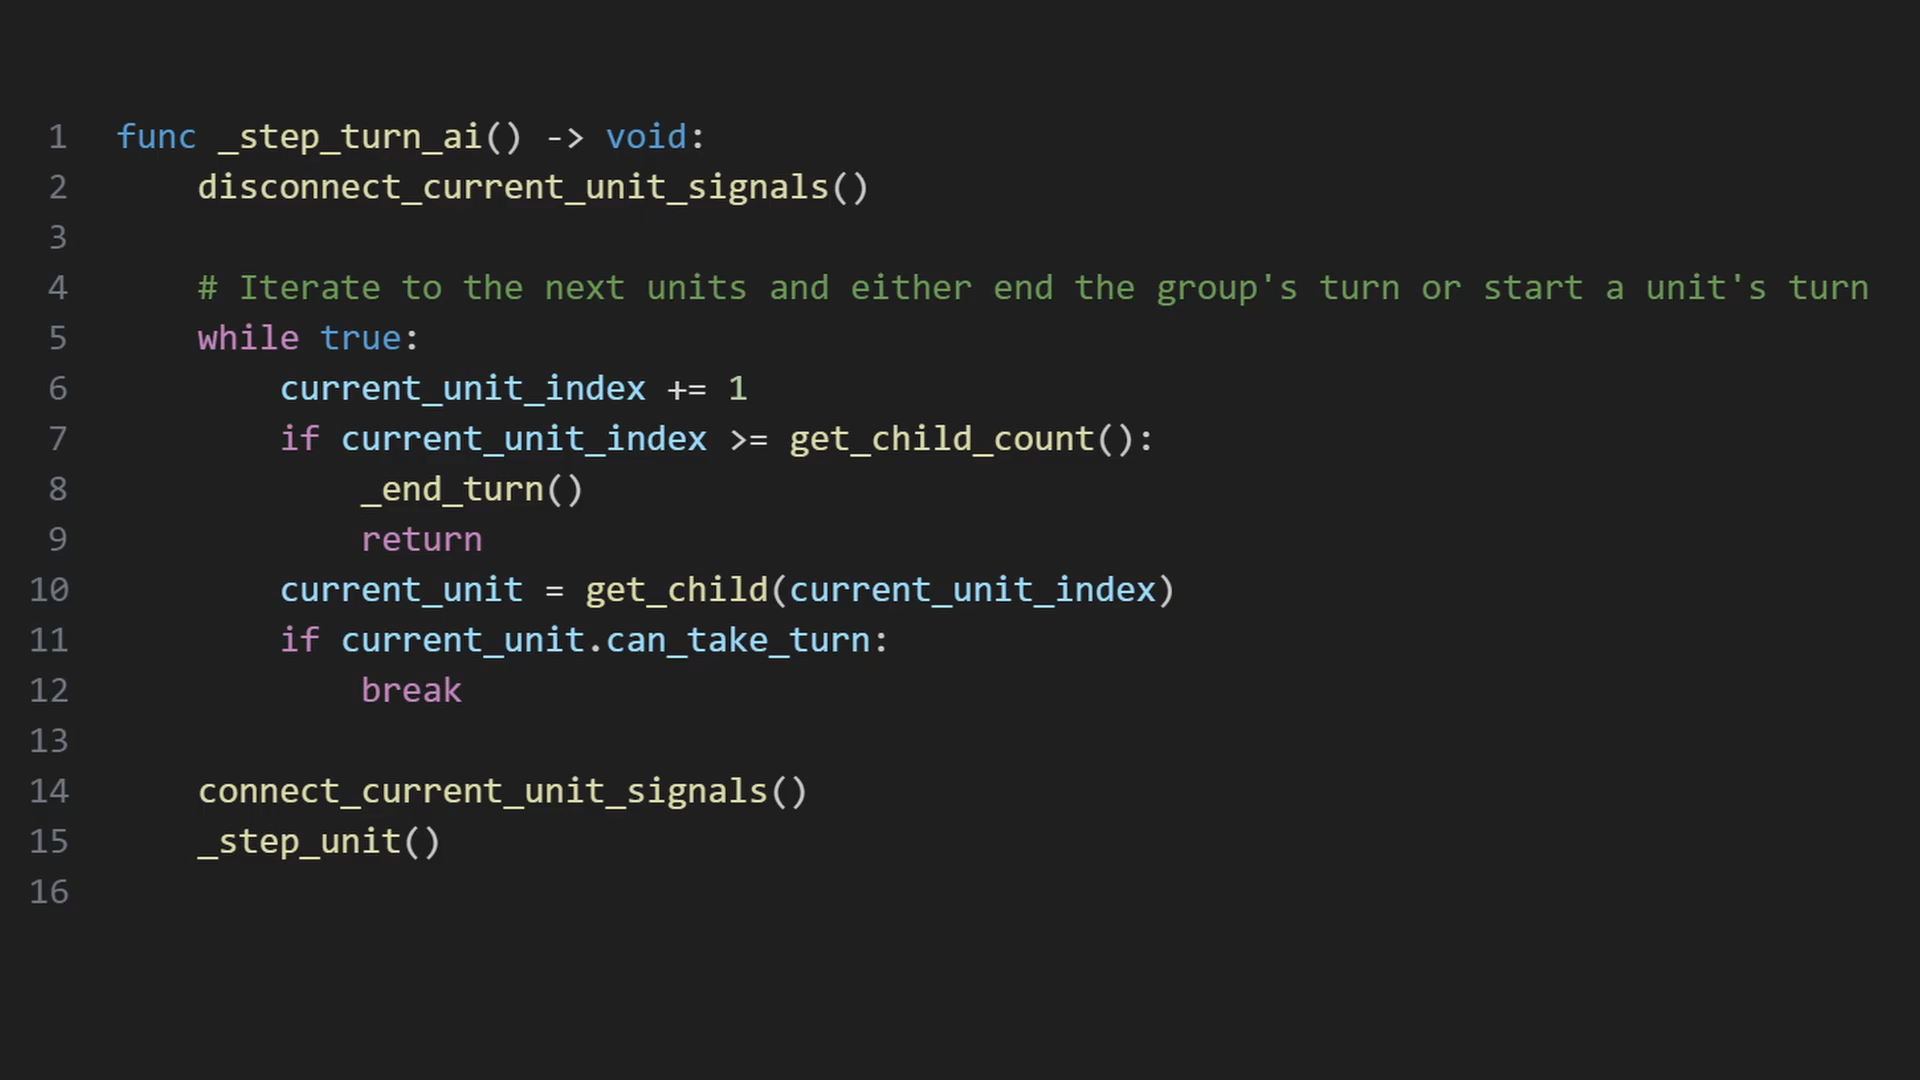 1 func _step_turn_ai() -> void:
2 disconnect_current_unit_signals()
3
4 # Iterate to the next units and either end the group's turn or start a unit's turn
5 while true:
6 current_unit_index += 1
7 if current_unit_index >= get_child_count():
8 _end_turn()
9 return
10 current_unit = get_child(current_unit_index)
11 if current_unit.can_take_turn:
12 break
13
14 connect_current_unit_signals()
15 _step_unit()
16